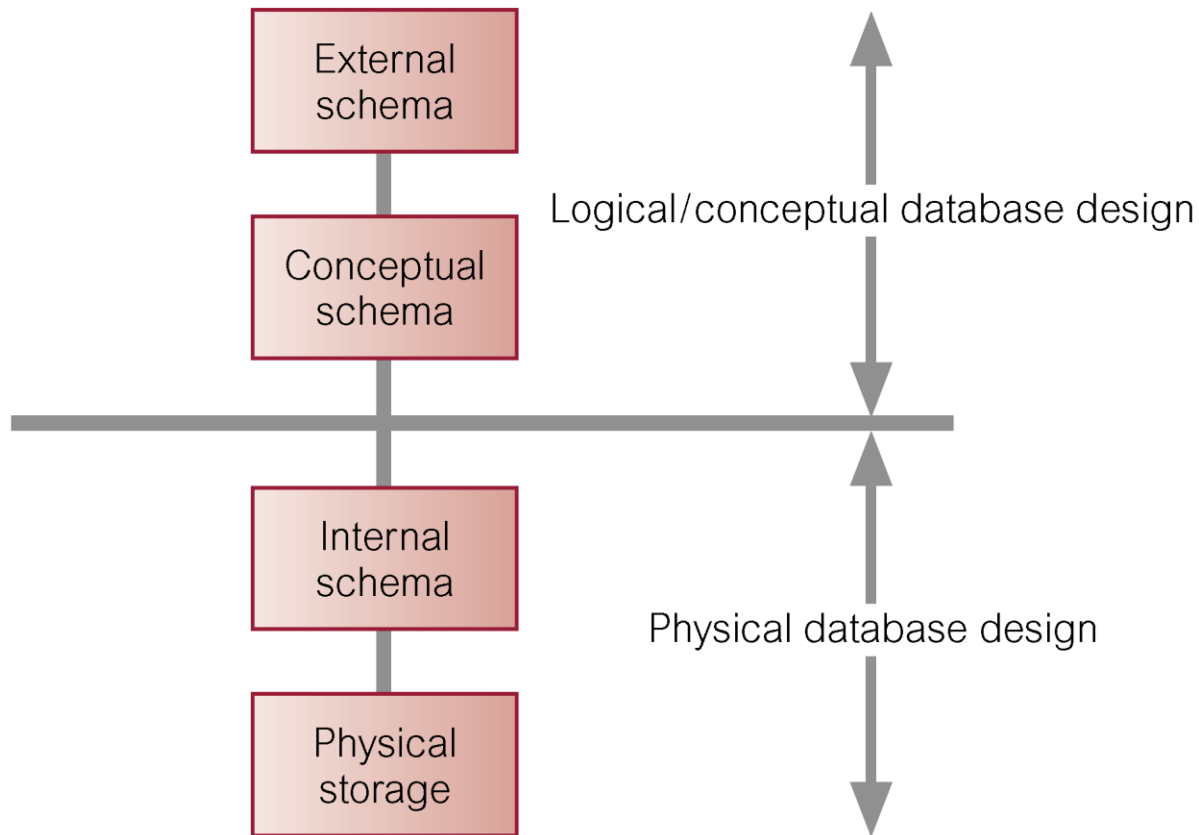 External
schema
Logical/conceptual database design
Conceptual
schema
Internal
schema
Physical database design
Physical
storage